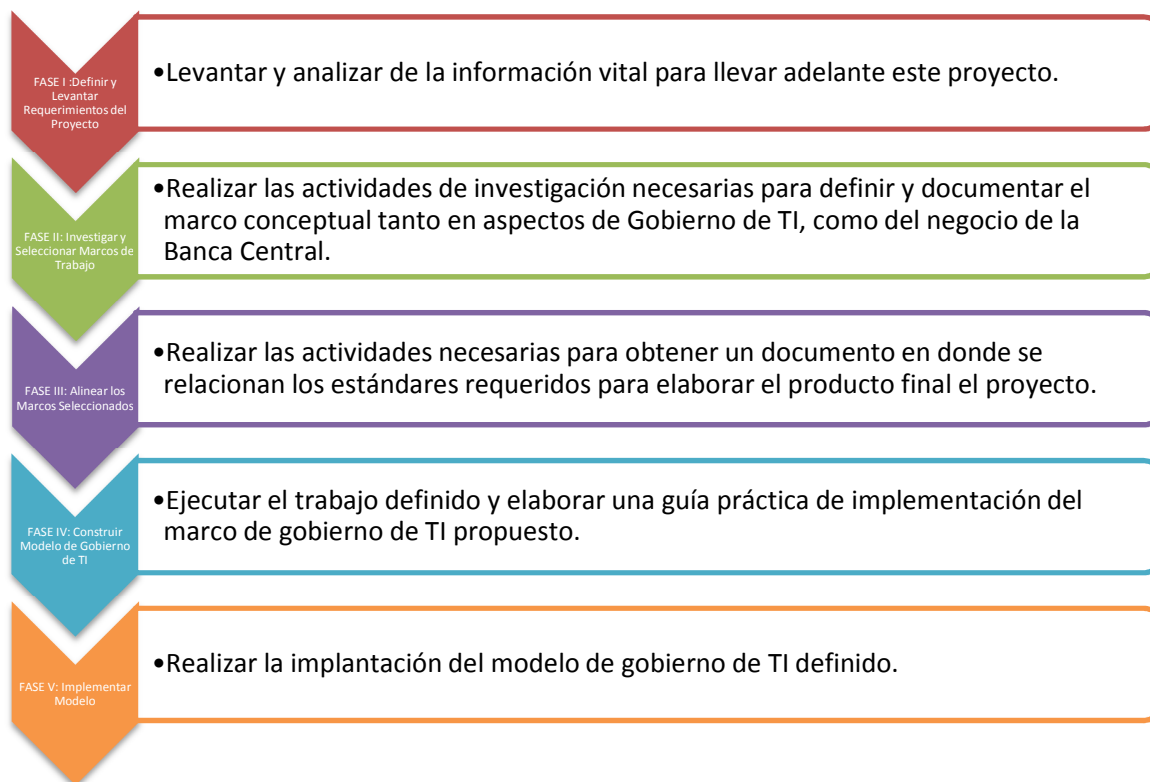 FASE I :Definir y
Levantar
Requerimientos del
Proyecto
•Levantar y analizar de la información vital para llevar adelante este proyecto.
FASE II: Investigar y
Seleccionar Marcos de
Trabajo
•Realizar las actividades de investigación necesarias para definir y documentar el
marco conceptual tanto en aspectos de Gobierno de TI, como del negocio de la
Banca Central.
FASE III: Alinear los
Marcos Seleccionados
•Realizar las actividades necesarias para obtener un documento en donde se
relacionan los estándares requeridos para elaborar el producto final el proyecto.
FASE IV: Construir
Modelo de Gobierno
de TI
•Ejecutar el trabajo definido y elaborar una guía práctica de implementación del
marco de gobierno de TI propuesto.
FASE V: Implementar
Modelo
•Realizar la implantación del modelo de gobierno de TI definido.